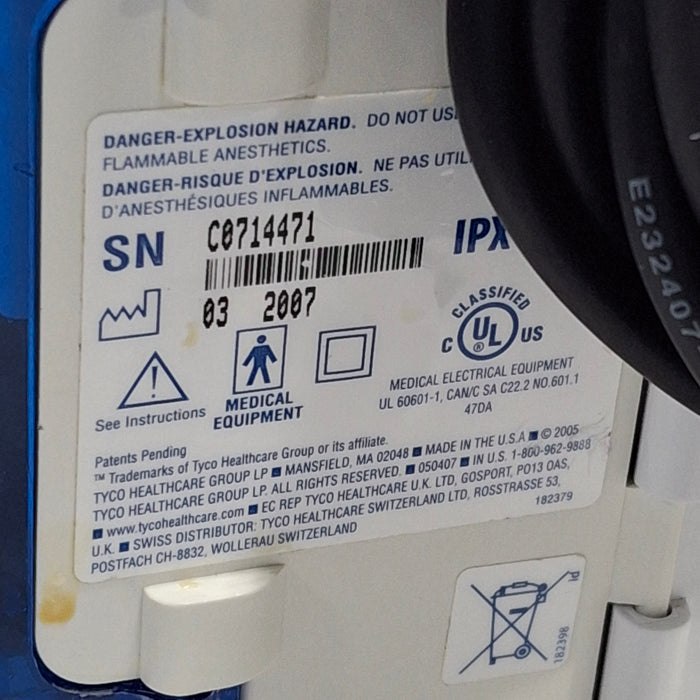 DANGER-EXPLOSION HAZARD. DO NOT
FLAMMABLE ANESTHETICS.
DANGER-RISQUE D'EXPLOSION. NE PAS
D'ANESTHÉSIQUES INFLAMMABLES.
SN C0714471 IPX
03 2007
CLASSIFIED
C UL US
®
MEDICAL ELECTRICAL EQUIPMENT
UL 60601-1, CAN/C SA C22.2 NO.601.1
47DA
See Instructions
MEDICAL
EQUIPMENT
Patents Pending
™ Trademarks of Tyco Healthcare Group or its affiliate.
TYCO HEALTHCARE GROUP LP ■ MANSFIELD, MA 02048 ■ MADE IN THE U.S.A ■ © 2005
TYCO HEALTHCARE GROUP LP. ALL RIGHTS RESERVED. ■ 050407 ■ IN U.S. 1-800-962-9888
■ www.tycohealthcare.com ■ EC REP TYCO HEALTHCARE U.K. LTD, GOSPORT, PO13 OAS,
U.K. ■ SWISS DISTRIBUTOR: TYCO HEALTHCARE SWITZERLAND LTD, ROSSTRASSE 53,
POSTFACH CH-8832, WOLLERAU SWITZERLAND
182379
182398
E232407